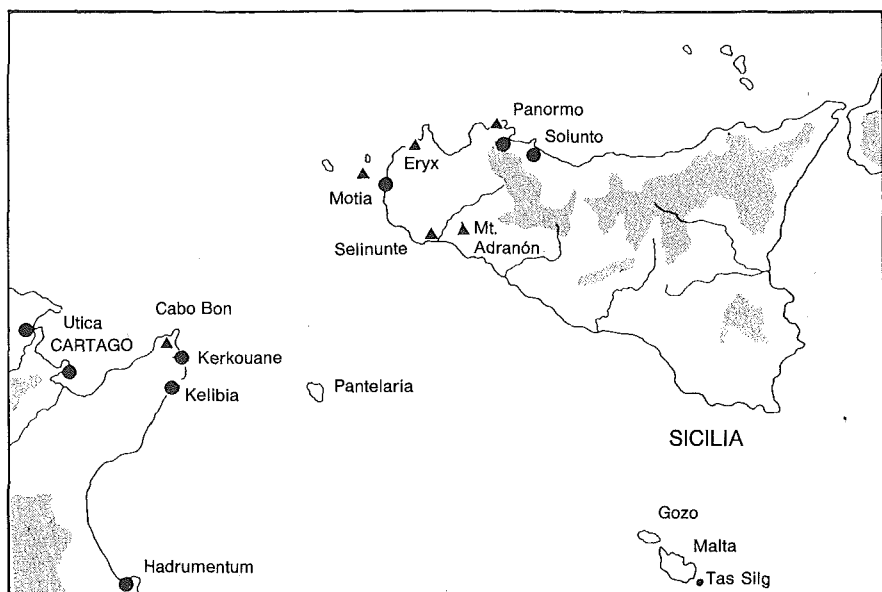 Panormo
Solunto
Eryx
Motia
Mt.
Adranón
Selinunte
Cabo Bon
Utica
CARTAGO
Kerkouane
Kelibia
Pantelaria
SICILIA
Gozo
Malta
Tas Silg
Hadrumentum